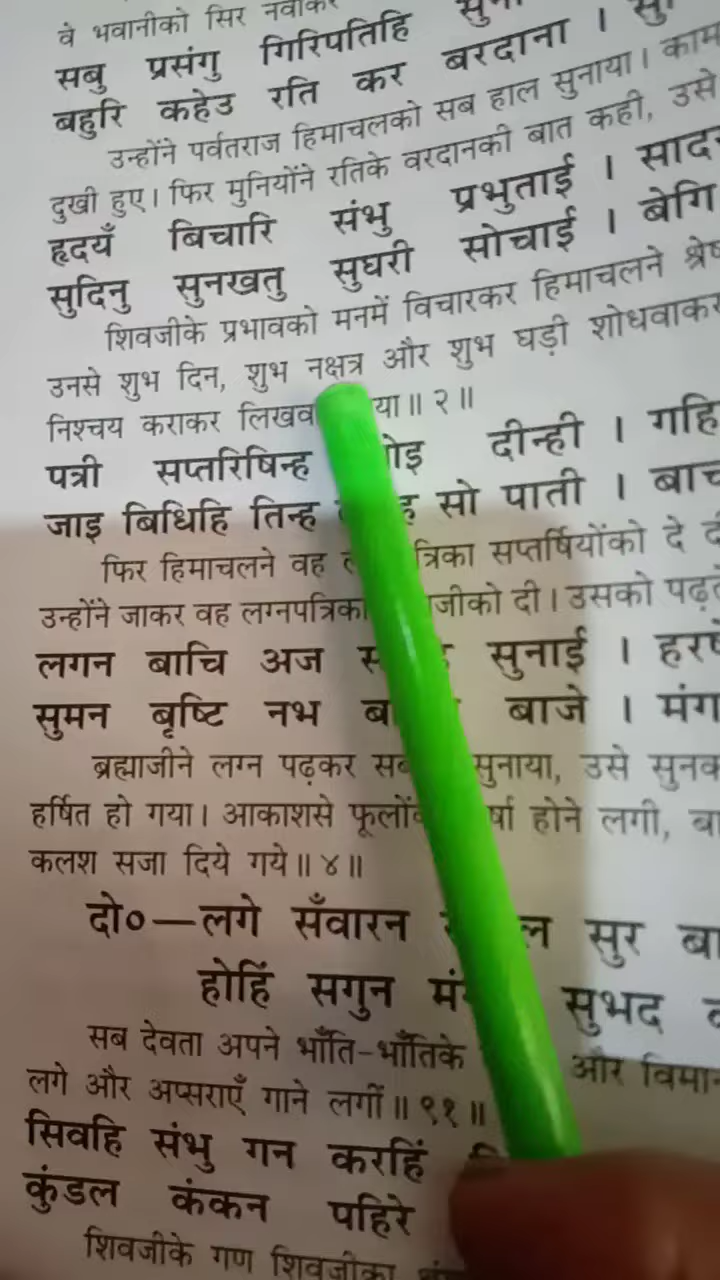 वे भवानीको सिर नवाकर
सबु प्रसंगु गिरिपतिहि
बहुरि कहेउ रति कर बरदाना ।
उन्होंने पर्वतराज हिमाचलको सब हाल सुनाया। काम
दुखी हुए। फिर मुनियोंने रतिके वरदानकी बात कही, उसे
हृदयँ बिचारि संभु प्रभुताई ।
सुदिनु सुनखतु सुघरी सोचाई । बेगि
शिवजीके प्रभावको मनमें विचारकर हिमाचलने
उनसे शुभ दिन, शुभ नक्षत्र और शुभ घड़ी शोधवाकर
निश्चय कराकर ॥ २ ॥
पत्री सप्तरिषिन्ह दीन्ही । गहि
जाइ बिधिहि तिन्ह सो पाती ।
फिर हिमाचलने वह सप्तर्षियोंको दे
उन्होंने जाकर वह लग्नपत्रिका को दी। उसको
लगन बाचि अज सुनाई ।
सुमन बृष्टि नभ बाजे ।
ब्रह्माजीने लग्न पढ़कर सुनाया, उसे
हर्षित हो गया। आकाशसे होने लगी,
कलश सजा दिये गये ॥ ४ ॥
दो०—लगे सँवारन सुर
होहिं सगुन सुभद
सब देवता अपने भाँति-भाँतिके और
लगे और अप्सराएँ गाने लगीं ॥ ९१ ॥
सिवहि संभु गन करहिं
कुंडल कंकन पहिरे
शिवजीके गण शिवजीका